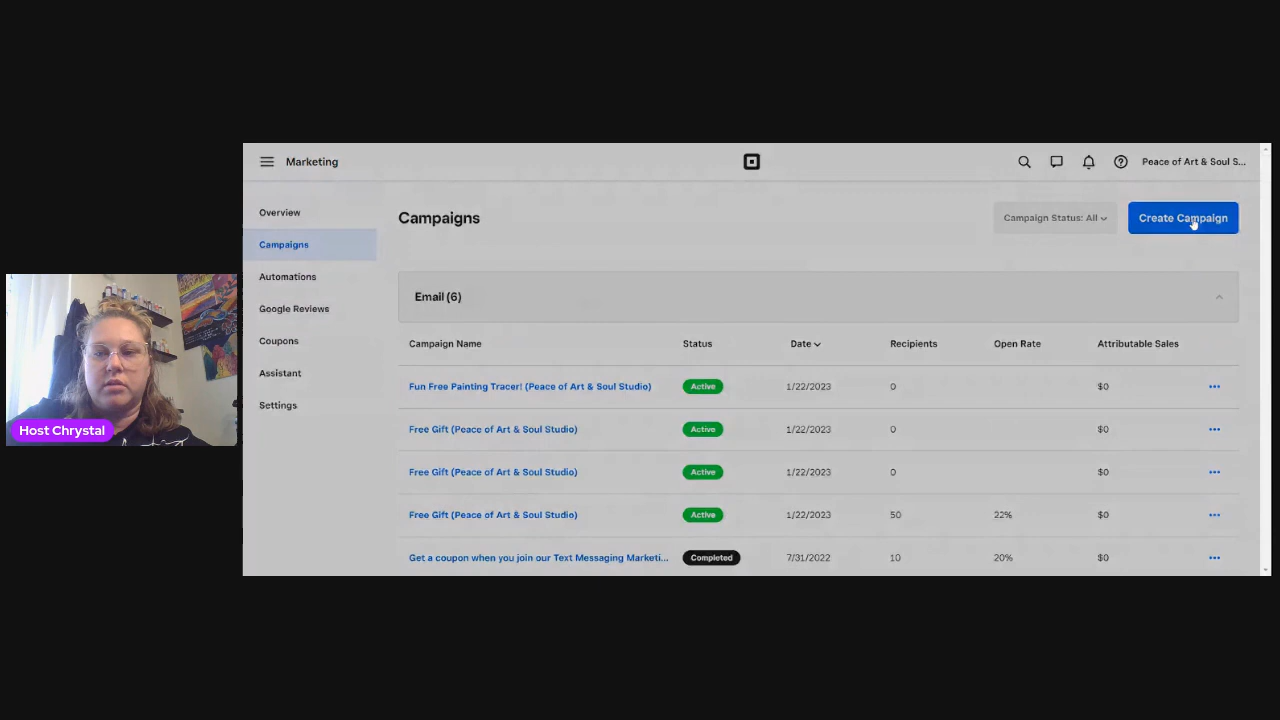 Marketing
Peace of Art & Soul S...
Overview
Campaigns
Automations
Google Reviews
Coupons
Assistant
Settings
Campaigns
Campaign Status: All
Create Campaign
Email (6)
Campaign Name Status Date Recipients Open Rate Attributable Sales
Fun Free Painting Tracer! (Peace of Art & Soul Studio) Active 1/22/2023 0 $0 •••
Free Gift (Peace of Art & Soul Studio) Active 1/22/2023 0 $0 •••
Free Gift (Peace of Art & Soul Studio) Active 1/22/2023 0 $0 •••
Free Gift (Peace of Art & Soul Studio) Active 1/22/2023 50 22% $0 •••
Get a coupon when you join our Text Messaging Marketi... Completed 7/31/2022 10 20% $0 •••
Host Chrystal